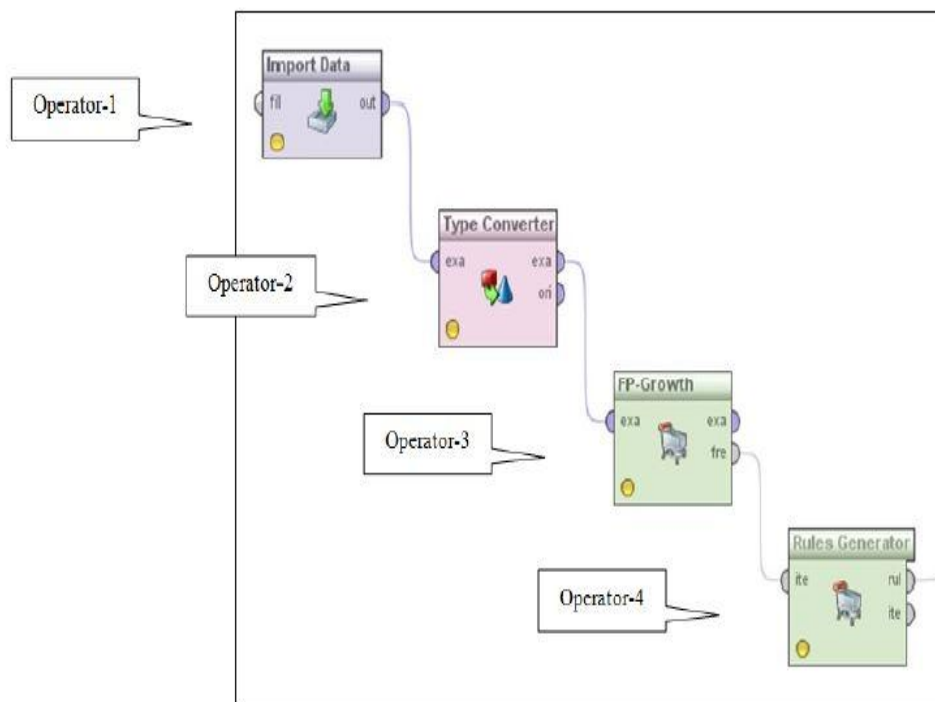 Import Data
fil out
Operator-1
Type Converter
exa exa
ori
Operator-2
FP-Growth
exa exa
fre
Operator-3
Rules Generator
ite rul
ite
Operator-4